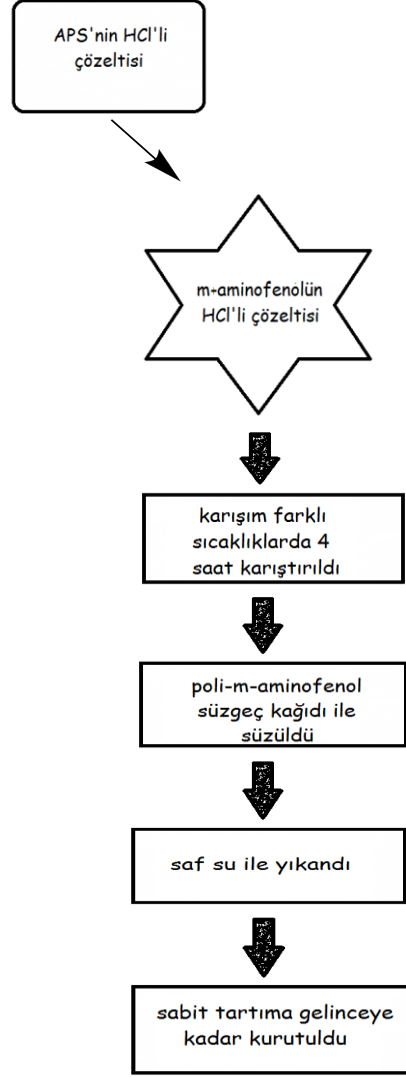 APS'nin HCl'li
çözeltisi
m-aminofenolün
HCl'li çözeltisi
karışım farklı
sıcaklıklarda 4
saat karıştırıldı
poli-m-aminofenol
süzgeç kağıdı ile
süzüldü
saf su ile yıkandı
sabit tartıma gelinceye
kadar kurutuldu